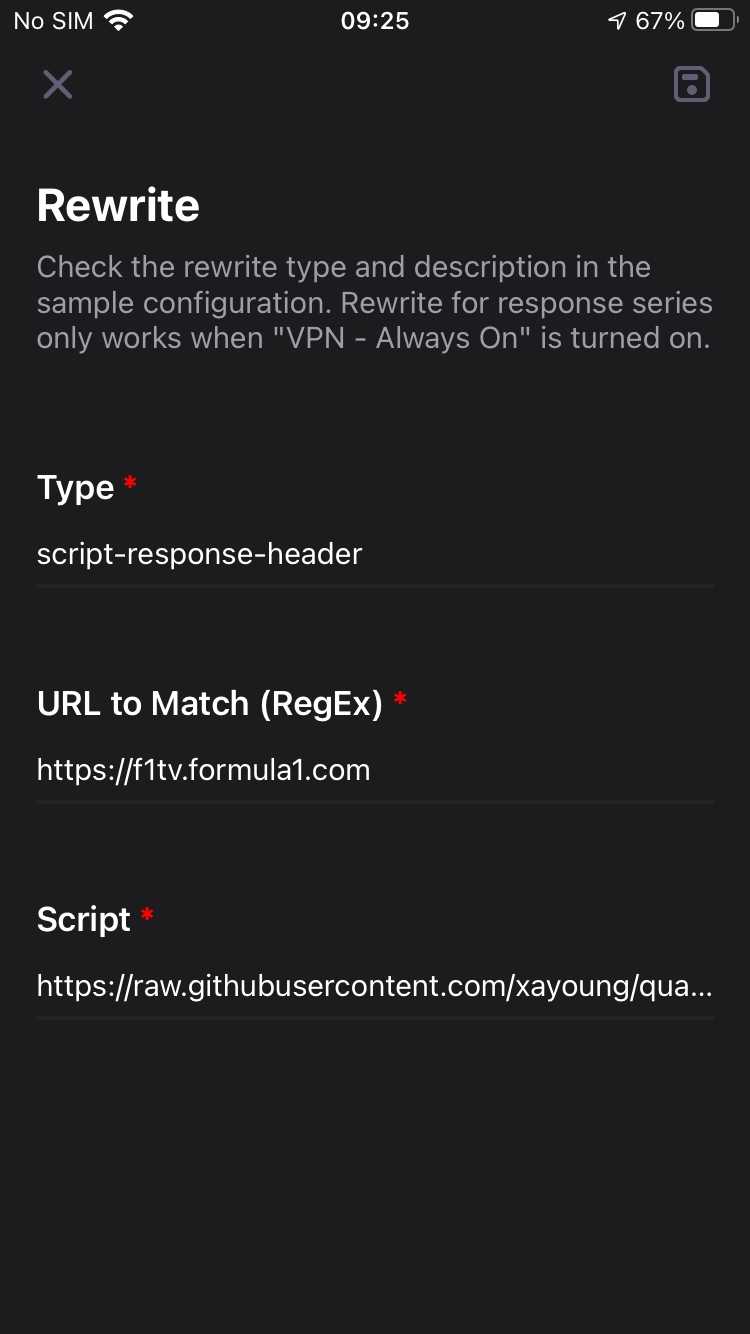 No SIM 09:25 67%
Rewrite
Check the rewrite type and description in the
sample configuration. Rewrite for response series
only works when "VPN - Always On" is turned on.
Type *
script-response-header
URL to Match (RegEx) *
https://f1tv.formula1.com
Script *
https://raw.githubusercontent.com/xayoung/qua...